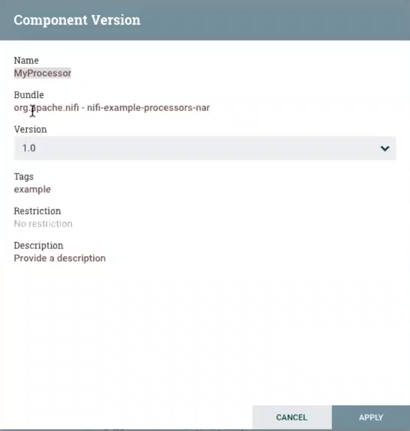 Component Version
Name
MyProcessor
Bundle
org.apache.nifi - nifi-example-processors-nar
Version
1.0
Tags
example
Restriction
No restriction
Description
Provide a description
CANCEL
APPLY